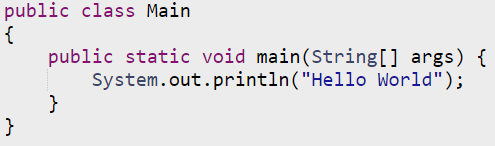 public class Main
{
    public static void main(String[] args) {
        System.out.println("Hello World");
    }
}